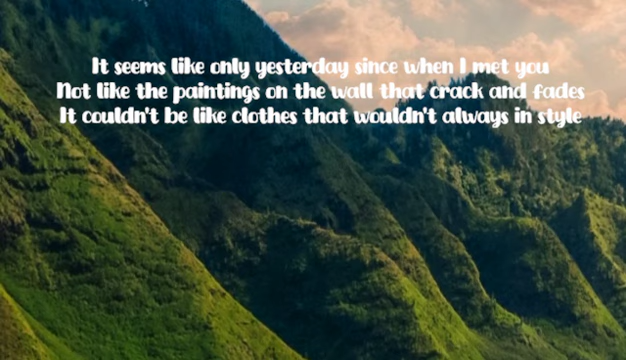 It seems like only yesterday since when I met you
Not like the paintings on the wall that crack and fades
It couldn't be like clothes that wouldn't always in style